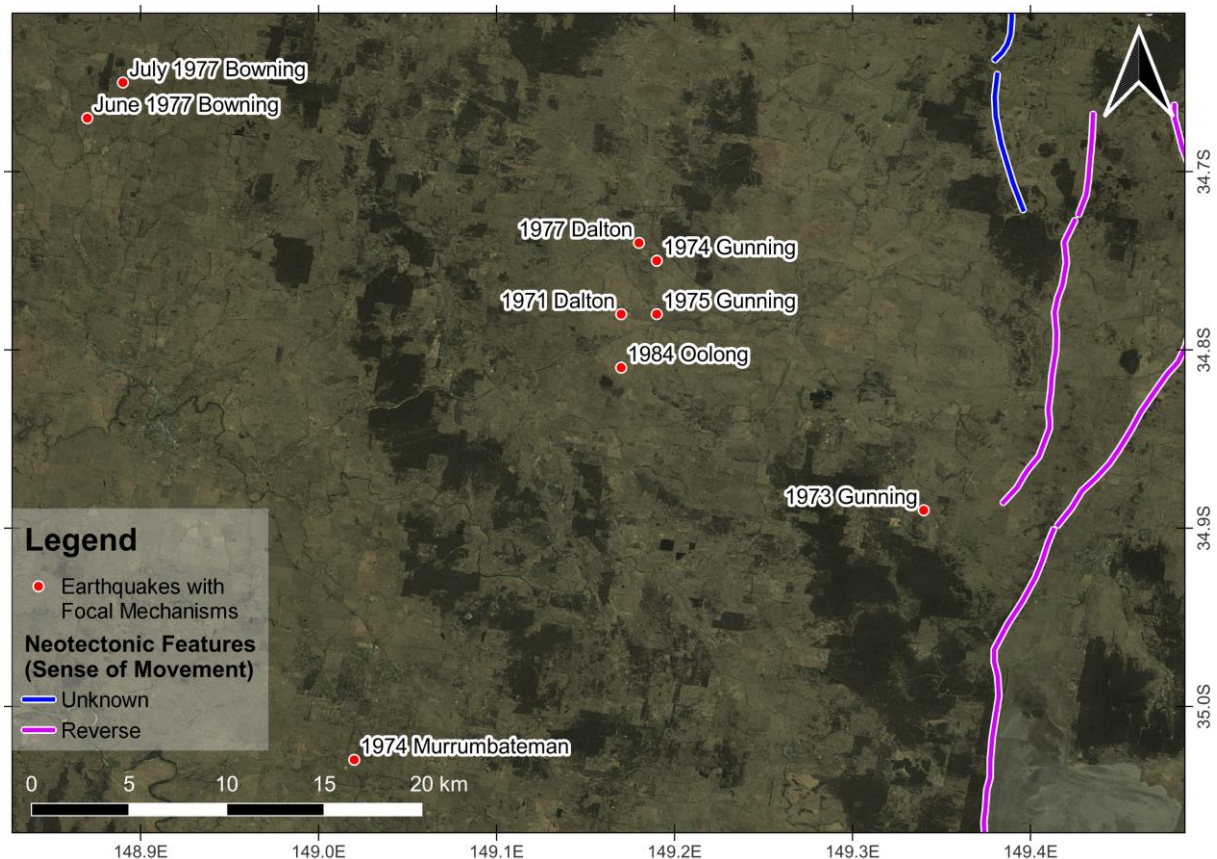 July 1977 Bowning
June 1977 Bowning
1977 Dalton
1974 Gunning
1971 Dalton
1975 Gunning
1984 Oolong
1973 Gunning
1974 Murrumbateman
34.7S
34.8S
34.9S
35.0S
Legend
Earthquakes with
Focal Mechanisms
Neotectonic Features
(Sense of Movement)
Unknown
Reverse
0 5 10 15 20 km
148.9E 149.0E 149.1E 149.2E 149.3E 149.4E